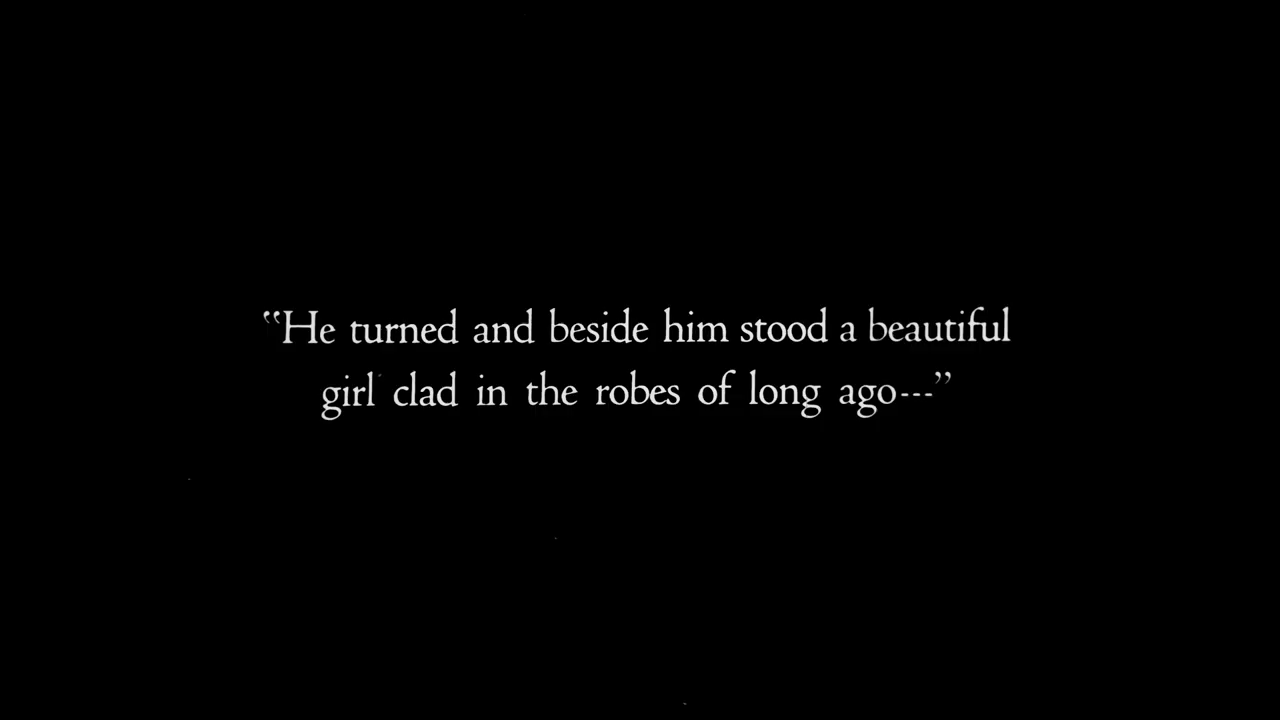 “He turned and beside him stood a beautiful
girl clad in the robes of long ago---”